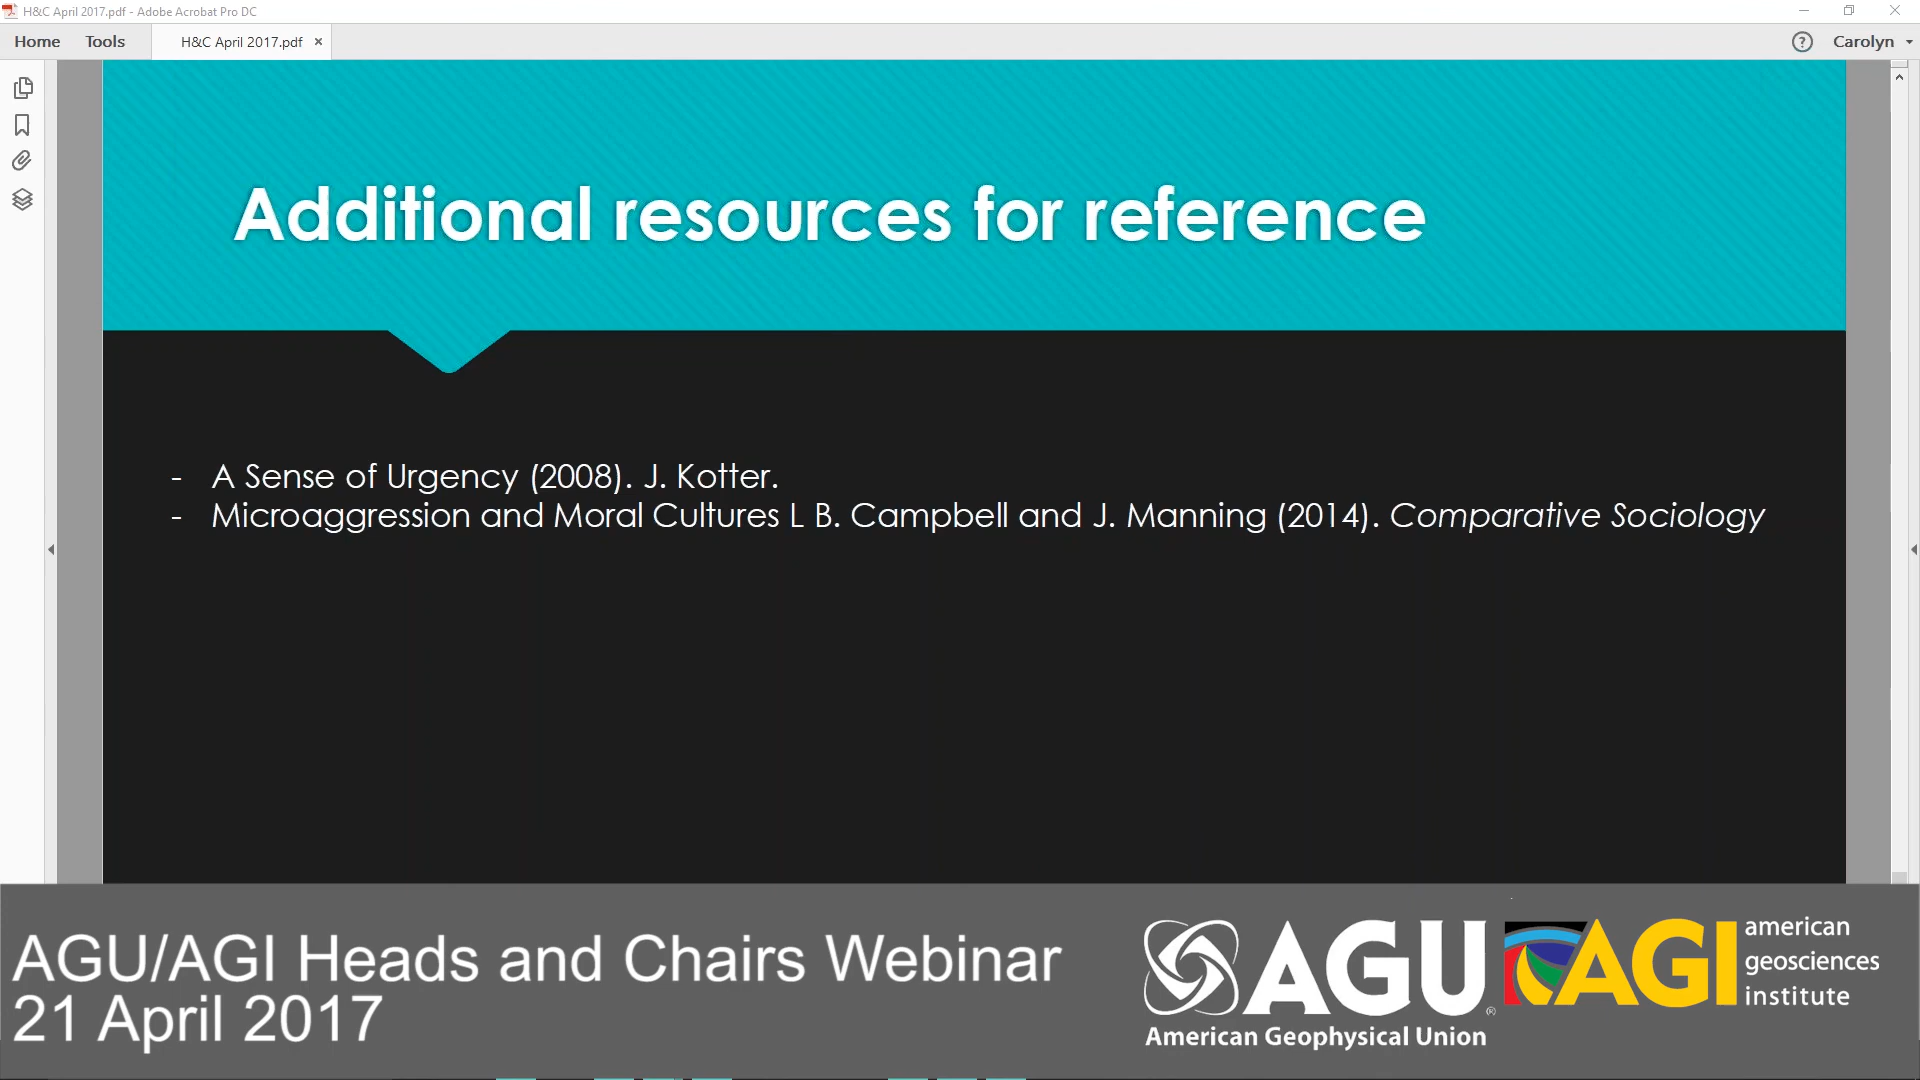 H&C April 2017.pdf - Adobe Acrobat Pro DC
Home Tools H&C April 2017.pdf × ? Carolyn
Additional resources for reference
- A Sense of Urgency (2008). J. Kotter.
- Microaggression and Moral Cultures L B. Campbell and J. Manning (2014). Comparative Sociology
AGU/AGI Heads and Chairs Webinar
21 April 2017
AGU®
American Geophysical Union
AGI
american
geosciences
institute